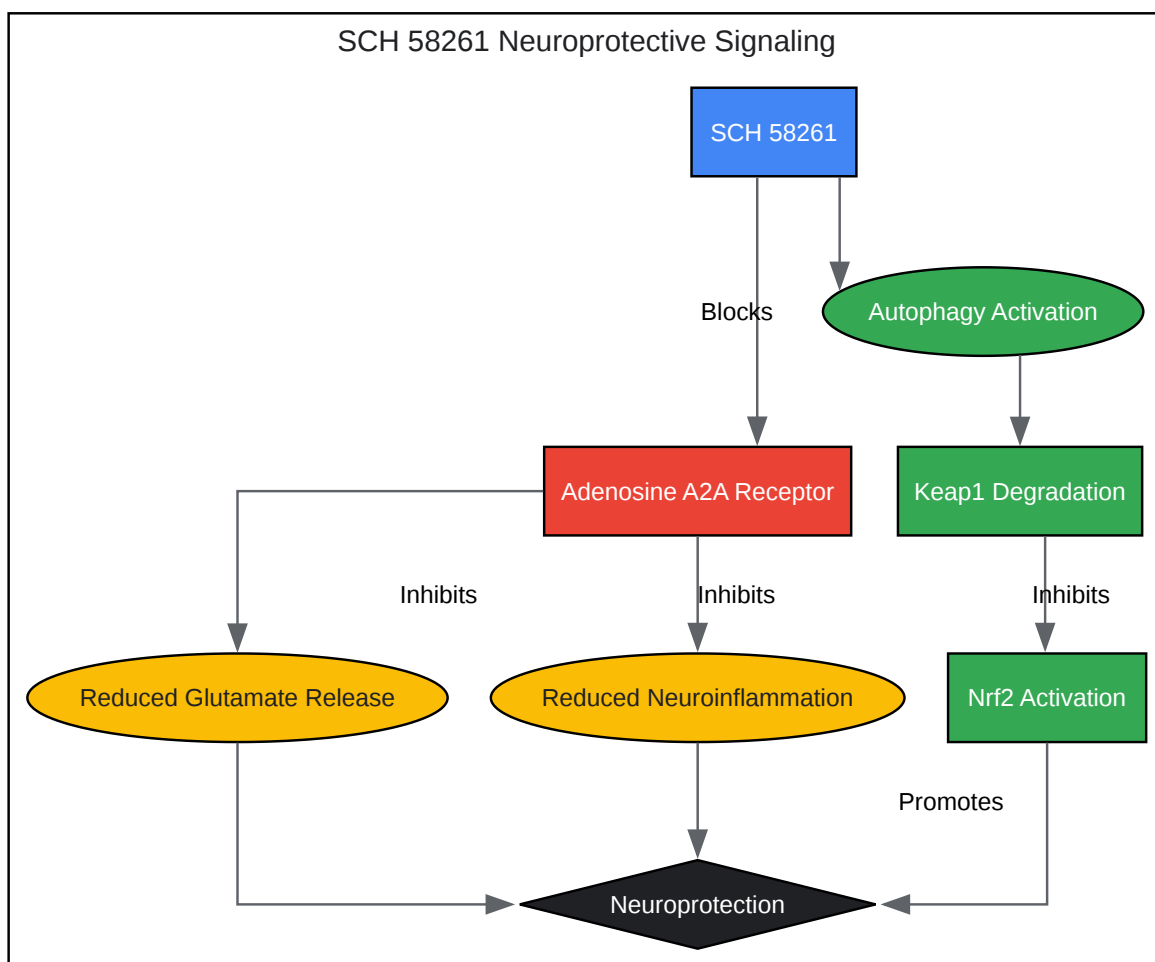 SCH 58261 Neuroprotective Signaling
SCH 58261
Blocks
Autophagy Activation
Adenosine A2A Receptor
Keap1 Degradation
Inhibits
Inhibits
Inhibits
Reduced Glutamate Release
Reduced Neuroinflammation
Nrf2 Activation
Promotes
Neuroprotection